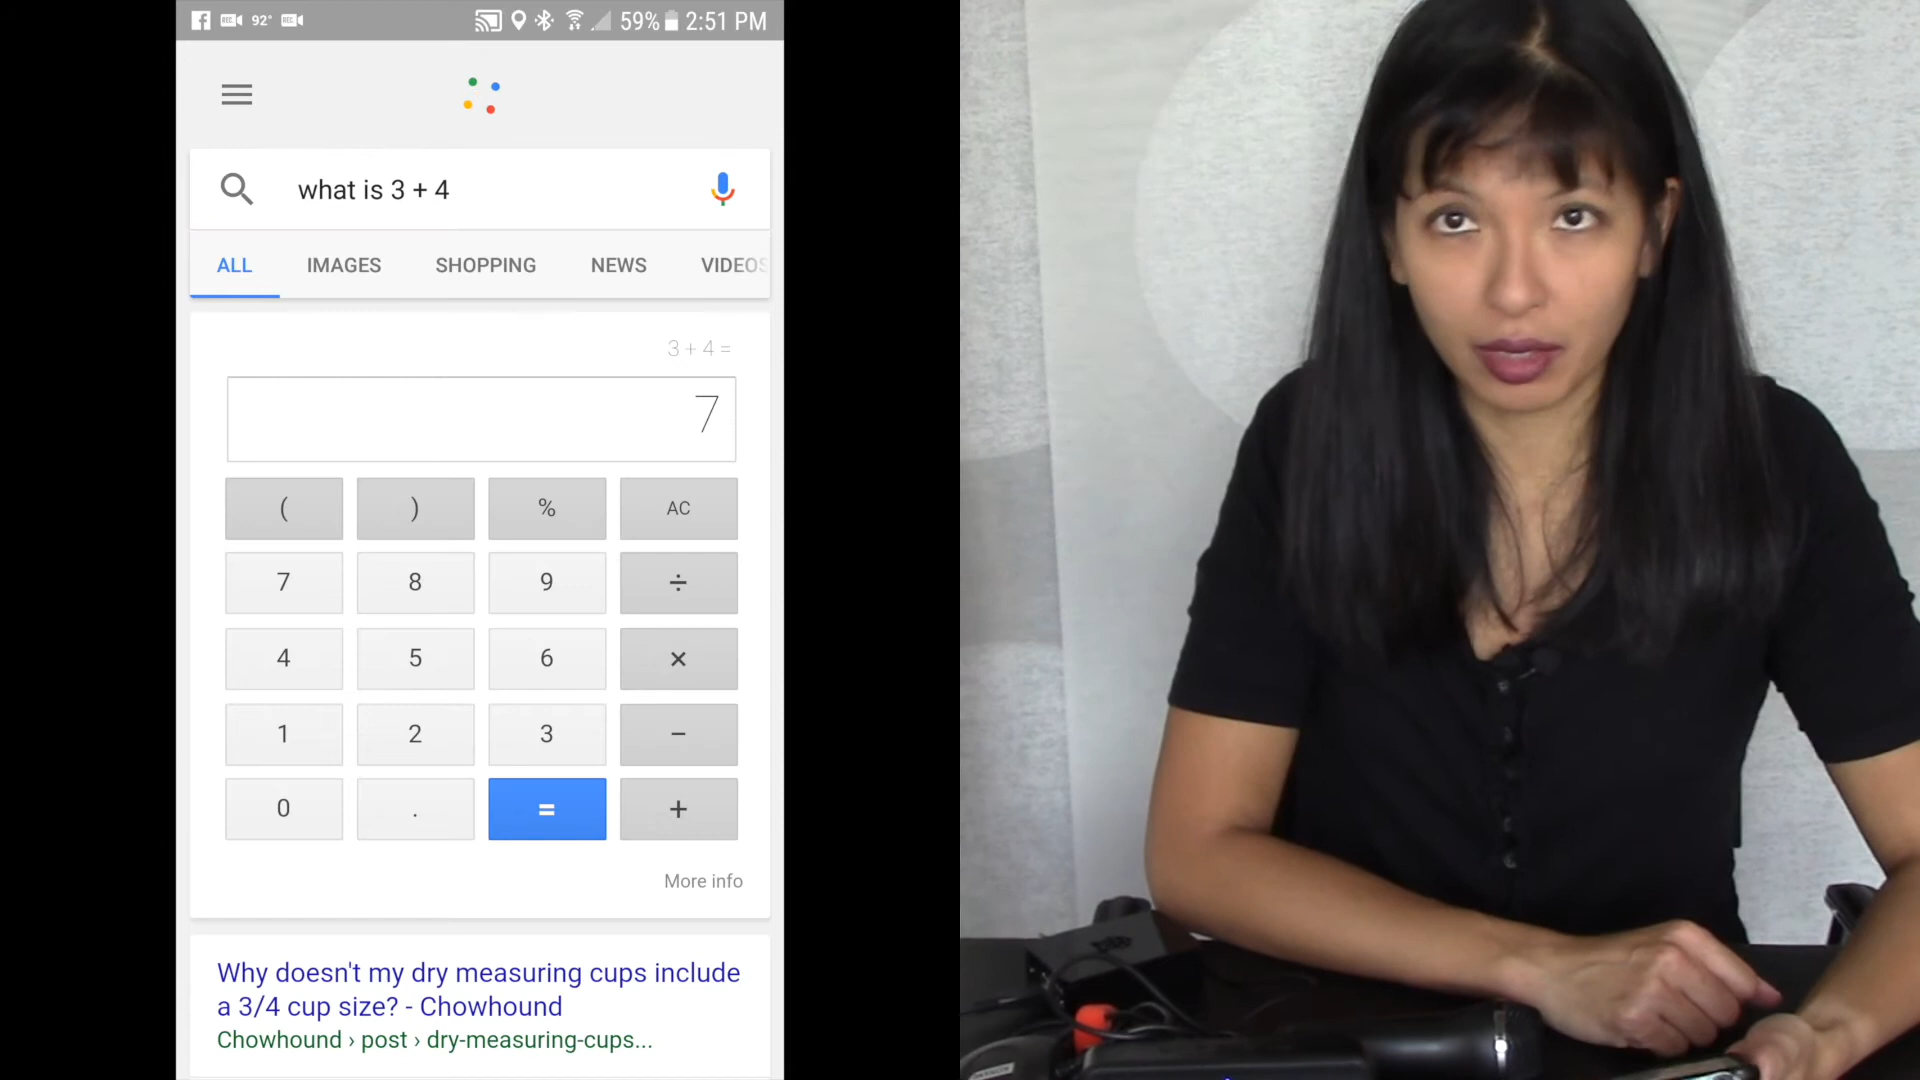 92° 59% 2:51 PM
what is 3 + 4
ALL IMAGES SHOPPING NEWS VIDEOS
3 + 4 =
7
( ) % AC
7 8 9 ÷
4 5 6 ×
1 2 3 −
0 . = +
More info
Why doesn't my dry measuring cups include
a 3/4 cup size? - Chowhound
Chowhound › post › dry-measuring-cups...